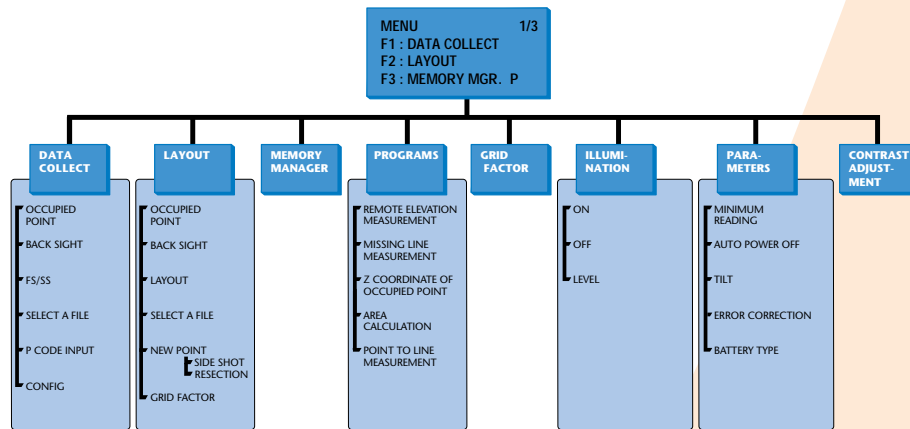 MENU 1/3
F1 : DATA COLLECT
F2 : LAYOUT
F3 : MEMORY MGR. P
DATA
COLLECT
OCCUPIED
POINT
BACK SIGHT
FS/SS
SELECT A FILE
P CODE INPUT
CONFIG
LAYOUT
OCCUPIED
POINT
BACK SIGHT
LAYOUT
SELECT A FILE
NEW POINT
SIDE SHOT
RESECTION
GRID FACTOR
MEMORY
MANAGER
PROGRAMS
REMOTE ELEVATION
MEASUREMENT
MISSING LINE
MEASUREMENT
Z COORDINATE OF
OCCUPIED POINT
AREA
CALCULATION
POINT TO LINE
MEASUREMENT
GRID
FACTOR
ILLUMI-
NATION
ON
OFF
LEVEL
PARA-
METERS
MINIMUM
READING
AUTO POWER OFF
TILT
ERROR CORRECTION
BATTERY TYPE
CONTRAST
ADJUST-
MENT